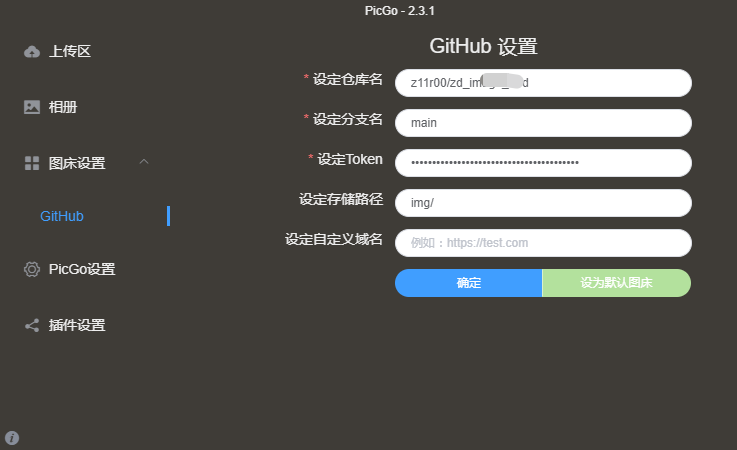 PicGo - 2.3.1
上传区
相册
图床设置
GitHub
PicGo设置
插件设置
GitHub 设置
* 设定仓库名
z11r00/zd_im
* 设定分支名
main
* 设定Token
••••••••••••••••••••••••••••••••••••••••
设定存储路径
img/
设定自定义域名
例如：https://test.com
确定
设为默认图床